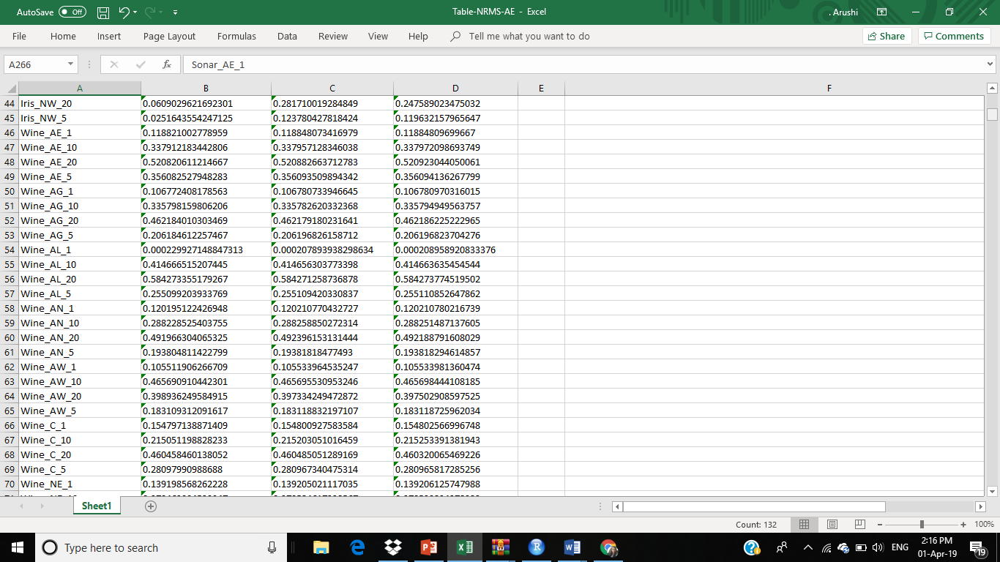 AutoSave Off Table-NRMS-AE - Excel . Arushi
File Home Insert Page Layout Formulas Data Review View Help Tell me what you want to do Share Comments
A266 fx Sonar_AE_1
A B C D E F
44 Iris_NW_20 0.0609029621692301 0.281710019284849 0.247589023475032
45 Iris_NW_5 0.0251643554247125 0.123780427818424 0.119632157965647
46 Wine_AE_1 0.118821002778959 0.118848073416979 0.11884809699667
47 Wine_AE_10 0.337912183442806 0.337957128346038 0.337972098693749
48 Wine_AE_20 0.520820611214667 0.520882663712783 0.520923044050061
49 Wine_AE_5 0.356082527948283 0.356093509894342 0.356094136267799
50 Wine_AG_1 0.106772408178563 0.106780733946645 0.106780970316015
51 Wine_AG_10 0.335798159806206 0.335782620332368 0.335794949563757
52 Wine_AG_20 0.462184010303469 0.462179180231641 0.462186225222965
53 Wine_AG_5 0.206184612257467 0.206196826158712 0.206196823704276
54 Wine_AL_1 0.000229927148847313 0.000207893938298634 0.000208958920833376
55 Wine_AL_10 0.414666515207445 0.414656303773398 0.414663635454544
56 Wine_AL_20 0.584273355179267 0.584271258736878 0.584273774519502
57 Wine_AL_5 0.255099203933769 0.255109420330837 0.255110852647862
58 Wine_AN_1 0.120195122426948 0.120210770432727 0.120210780216739
59 Wine_AN_10 0.288228525403755 0.288258850272314 0.288251487137605
60 Wine_AN_20 0.491966304065325 0.492396153131444 0.492188791608029
61 Wine_AN_5 0.193804811422799 0.19381818477493 0.193818294614857
62 Wine_AW_1 0.105511906266709 0.105533964535247 0.105533981360474
63 Wine_AW_10 0.465690910442301 0.465695530953246 0.465698444108185
64 Wine_AW_20 0.398936249584915 0.397334249472872 0.397502908597525
65 Wine_AW_5 0.183109312091617 0.183118832197107 0.183118725962034
66 Wine_C_1 0.154797138871409 0.154800927583584 0.154802566996748
67 Wine_C_10 0.215051198828233 0.215203051016459 0.215253391381943
68 Wine_C_20 0.460458460138052 0.460485051289169 0.460320065469226
69 Wine_C_5 0.28097990988688 0.280967340475314 0.280965817285256
70 Wine_NE_1 0.139198568262228 0.139205021117035 0.139206125747988
Sheet1
Count: 132 100%
Type here to search ENG 2:16 PM
01-Apr-19 19